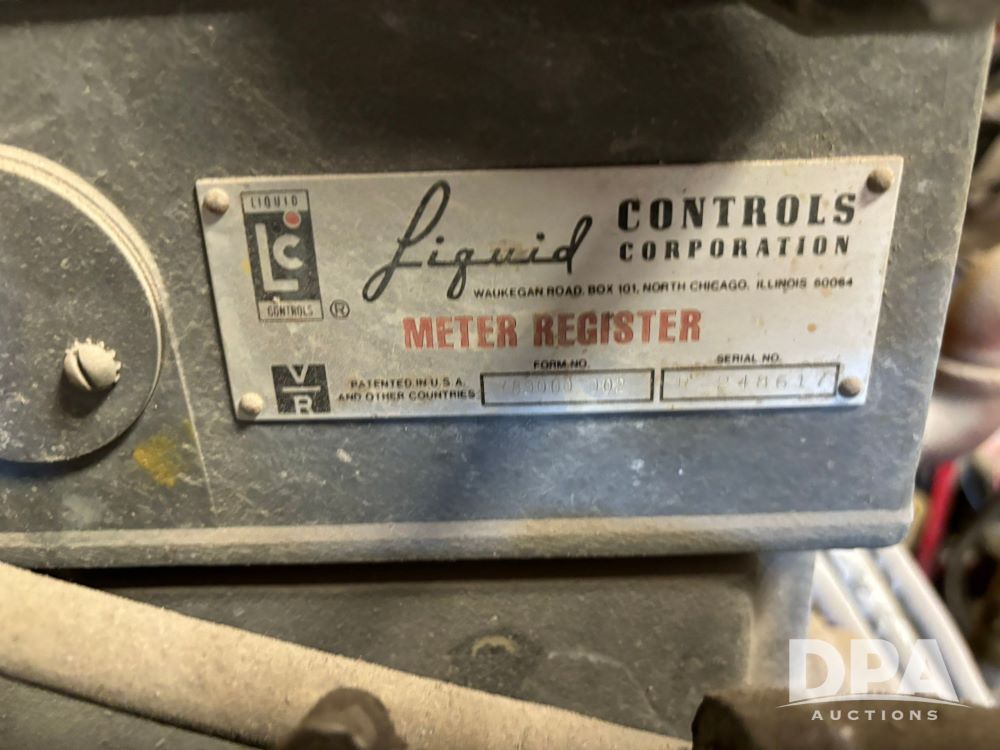 LIQUID
LC
CONTROLS
®
Liquid CONTROLS
CORPORATION
WAUKEGAN ROAD, BOX 101, NORTH CHICAGO, ILLINOIS 60064
METER REGISTER
V
R
PATENTED IN U.S.A.
AND OTHER COUNTRIES
FORM NO.
SERIAL NO.
248617
DPA
AUCTIONS